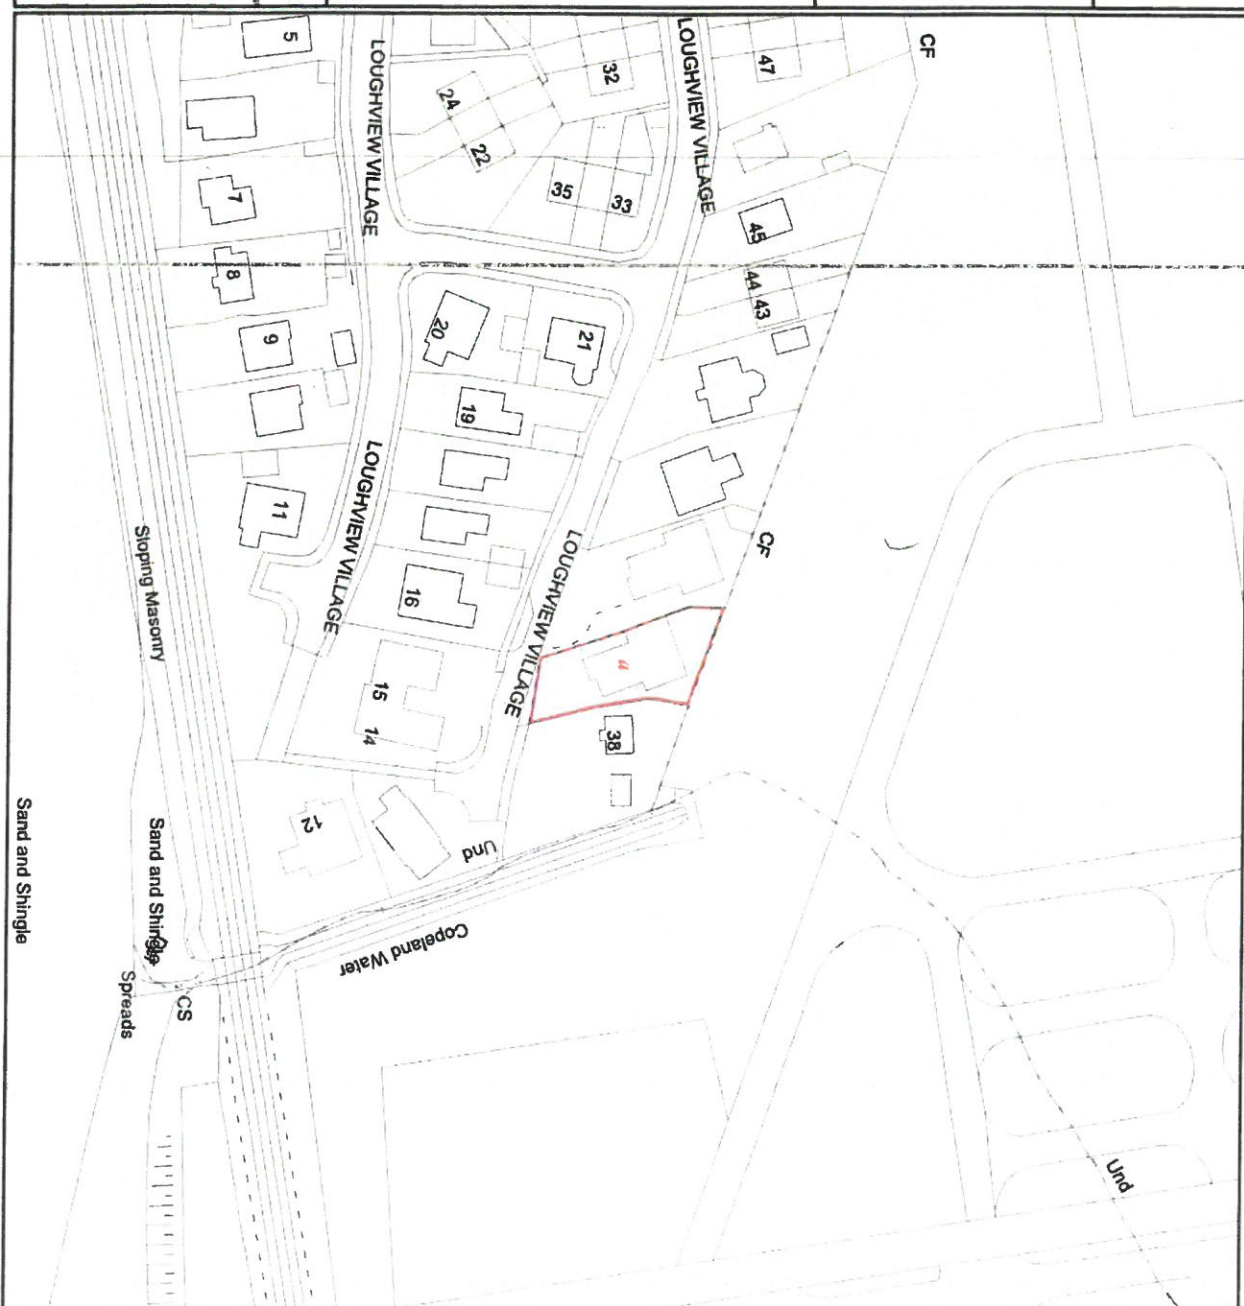 5
LOUGHVIEW VILLAGE
32
LOUGHVIEW VILLAGE
47
CF
24
22
35
33
7
45
8
44
43
20
21
9
19
LOUGHVIEW VILLAGE
11
CF
Sloping Masonry
16
LOUGHVIEW VILLAGE
a
15
14
38
12
Und
Sand and Shingle
Sand and Shingle
Copeland Water
Spreads
CS
Und